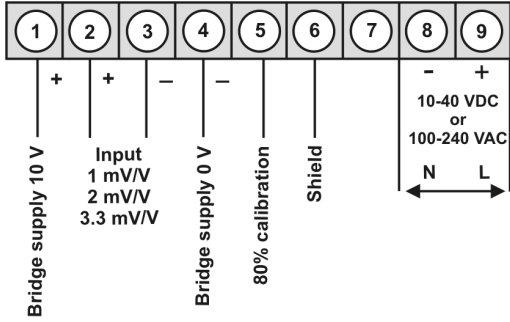 1 2 3 4 5 6 7 8 9
+ + – – - +
Bridge supply 10 V
Input
1 mV/V
2 mV/V
3.3 mV/V
Bridge supply 0 V
80% calibration
Shield
10-40 VDC
or
100-240 VAC
N L